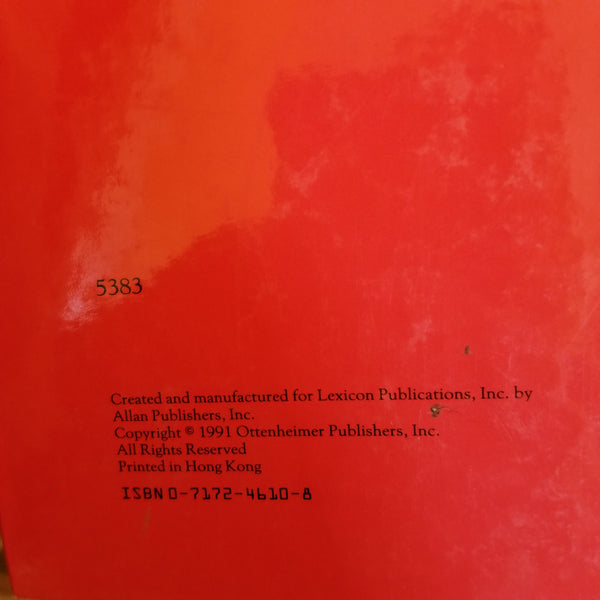 5383
Created and manufactured for Lexicon Publications, Inc. by
Allan Publishers, Inc.
Copyright © 1991 Ottenheimer Publishers, Inc.
All Rights Reserved
Printed in Hong Kong
ISBN 0-7172-4610-8